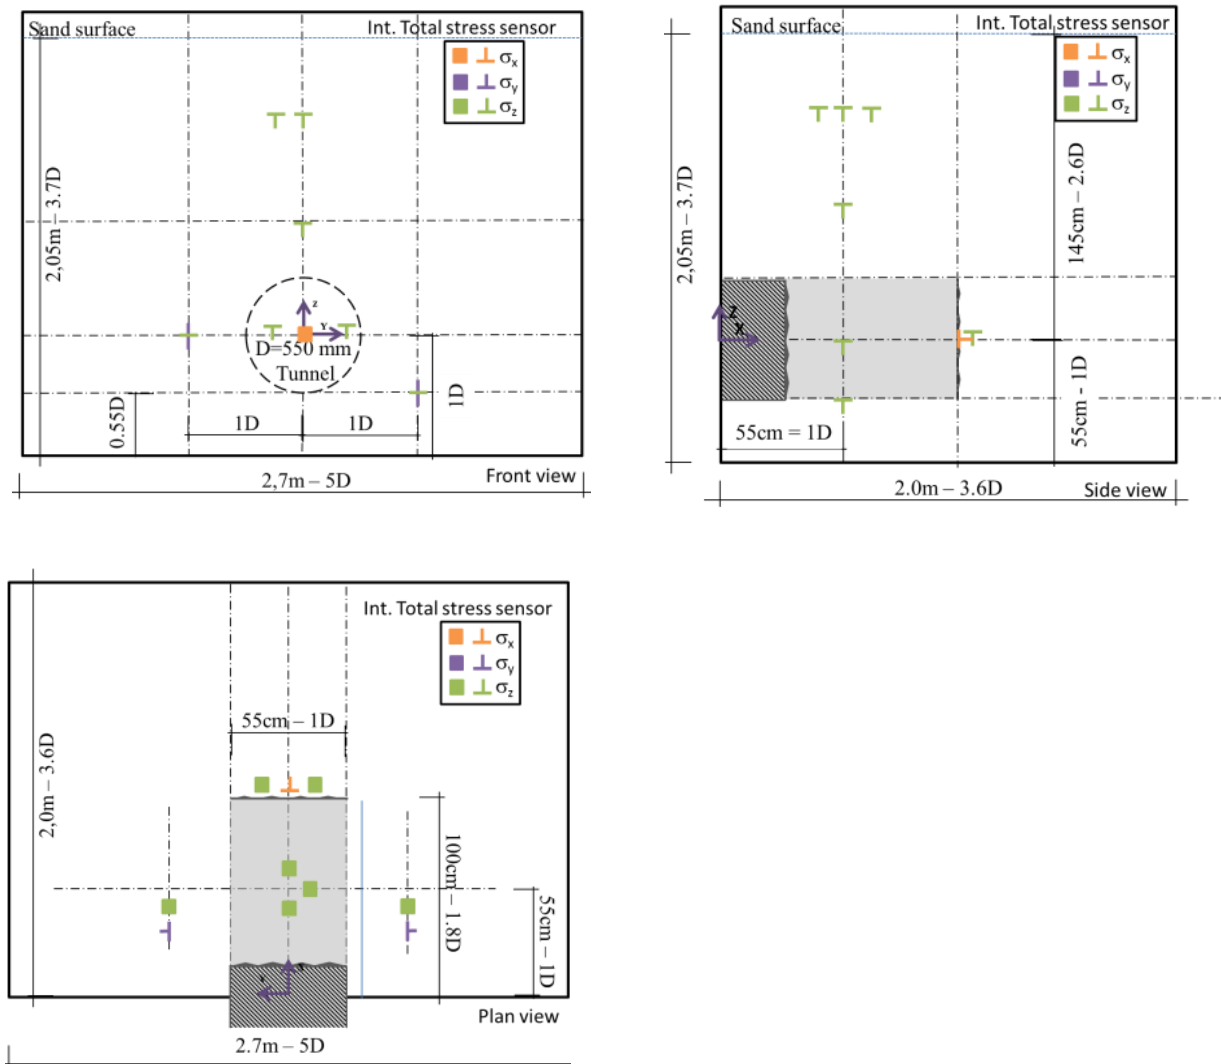 Sand surface
Int. Total stress sensor
σx
σy
σz
2,05m – 3.7D
z
Y
D=550 mm
Tunnel
0.55D
1D
1D
1D
Front view
2,7m – 5D
Sand surface
Int. Total stress sensor
σx
σy
σz
2,05m – 3.7D
145cm – 2.6D
Z
X
55cm - 1D
55cm = 1D
2.0m – 3.6D
Side view
Int. Total stress sensor
σx
σy
σz
55cm – 1D
2,0m – 3.6D
100cm – 1.8D
55cm – 1D
Plan view
2.7m – 5D